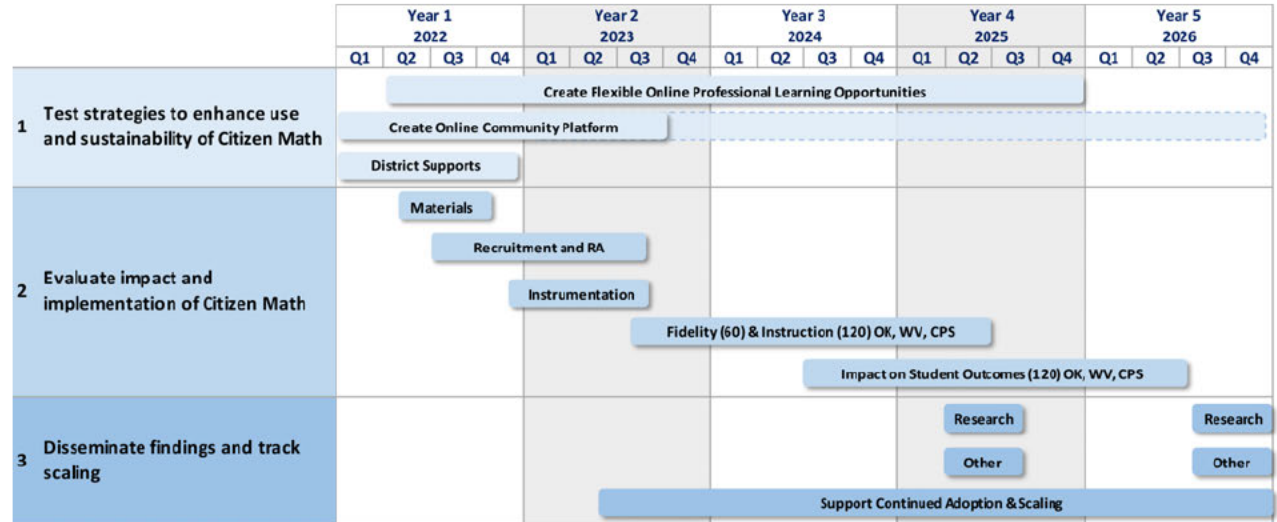 Year 1 Year 2 Year 3 Year 4 Year 5
2022 2023 2024 2025 2026
Q1 Q2 Q3 Q4 Q1 Q2 Q3 Q4 Q1 Q2 Q3 Q4 Q1 Q2 Q3 Q4 Q1 Q2 Q3 Q4
1 Test strategies to enhance use
and sustainability of Citizen Math
Create Flexible Online Professional Learning Opportunities
Create Online Community Platform
District Supports
2 Evaluate impact and
implementation of Citizen Math
Materials
Recruitment and RA
Instrumentation
Fidelity (60) & Instruction (120) OK, WV, CPS
Impact on Student Outcomes (120) OK, WV, CPS
3 Disseminate findings and track
scaling
Research Research
Other Other
Support Continued Adoption & Scaling